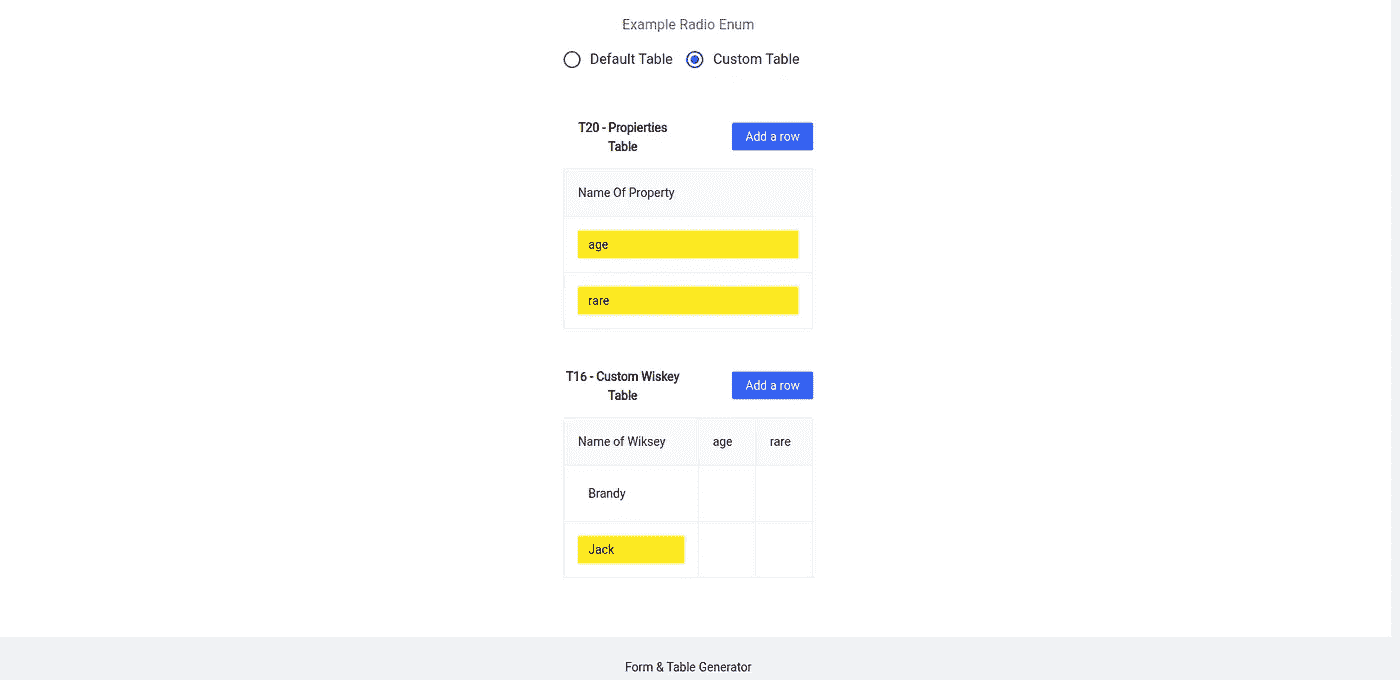 Example Radio Enum
Default Table Custom Table
T20 - Propierties
Table
Add a row
Name Of Property
age
rare
T16 - Custom Wiskey
Table
Add a row
Name of Wiksey age rare
Brandy
Jack
Form & Table Generator